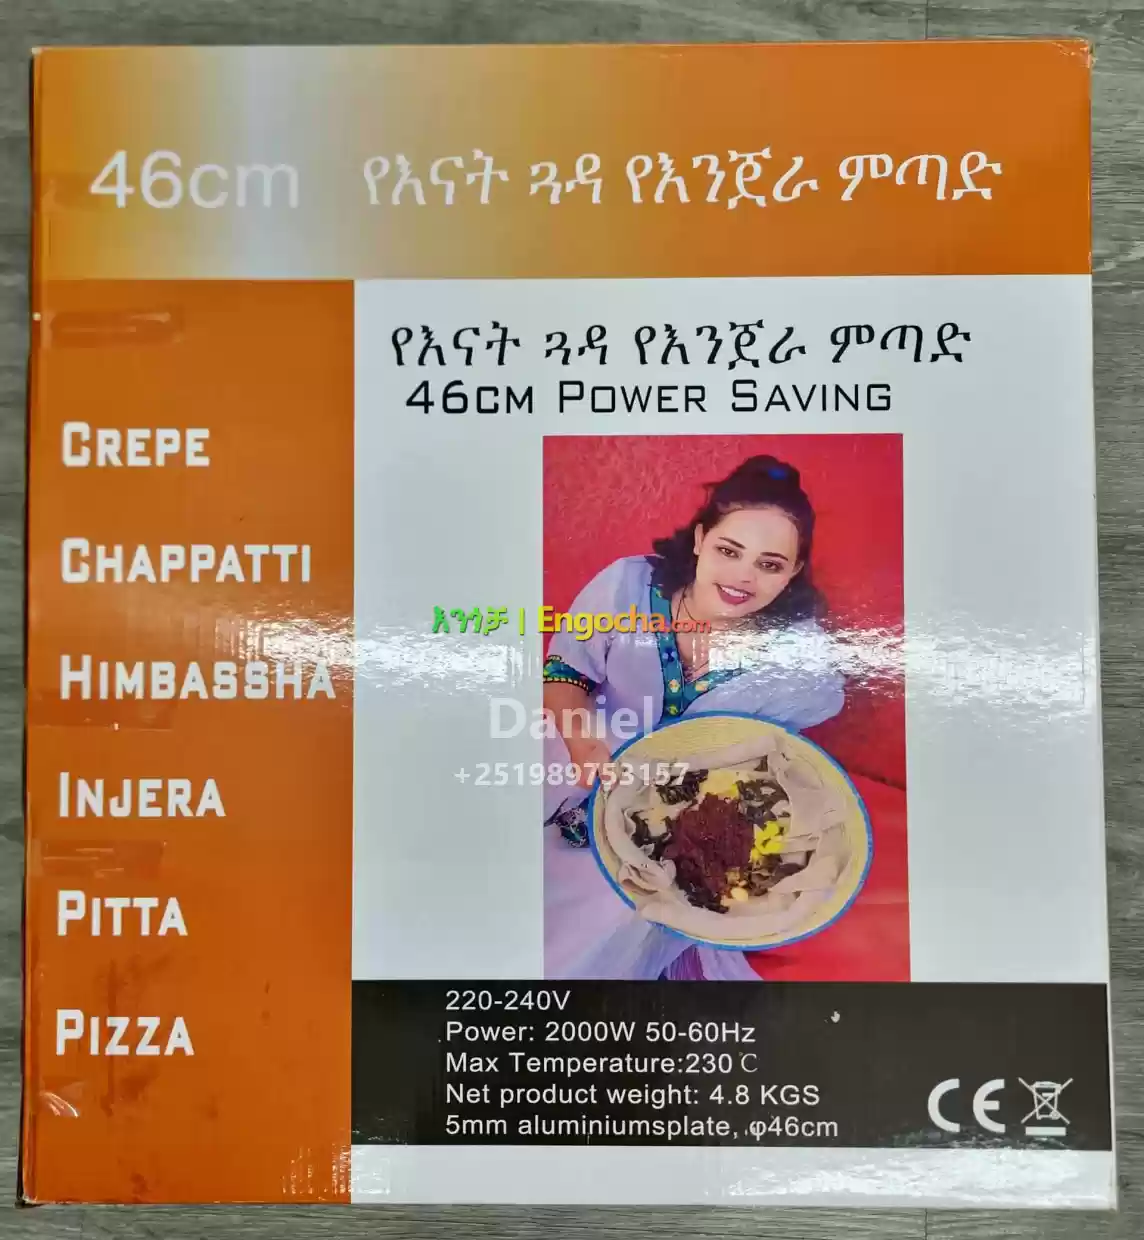 46cm የእናት ጓዳ የእንጀራ ምጣድ
የእናት ጓዳ የእንጀራ ምጣድ
46CM POWER SAVING
CREPE
CHAPPATTI
HIMBASSHA
INJERA
PITTA
PIZZA
እንጎቻ | Engocha.com
Daniel
+251989753157
220-240V
Power: 2000W 50-60Hz
Max Temperature:230℃
Net product weight: 4.8 KGS
5mm aluminiumsplate, φ46cm
CE